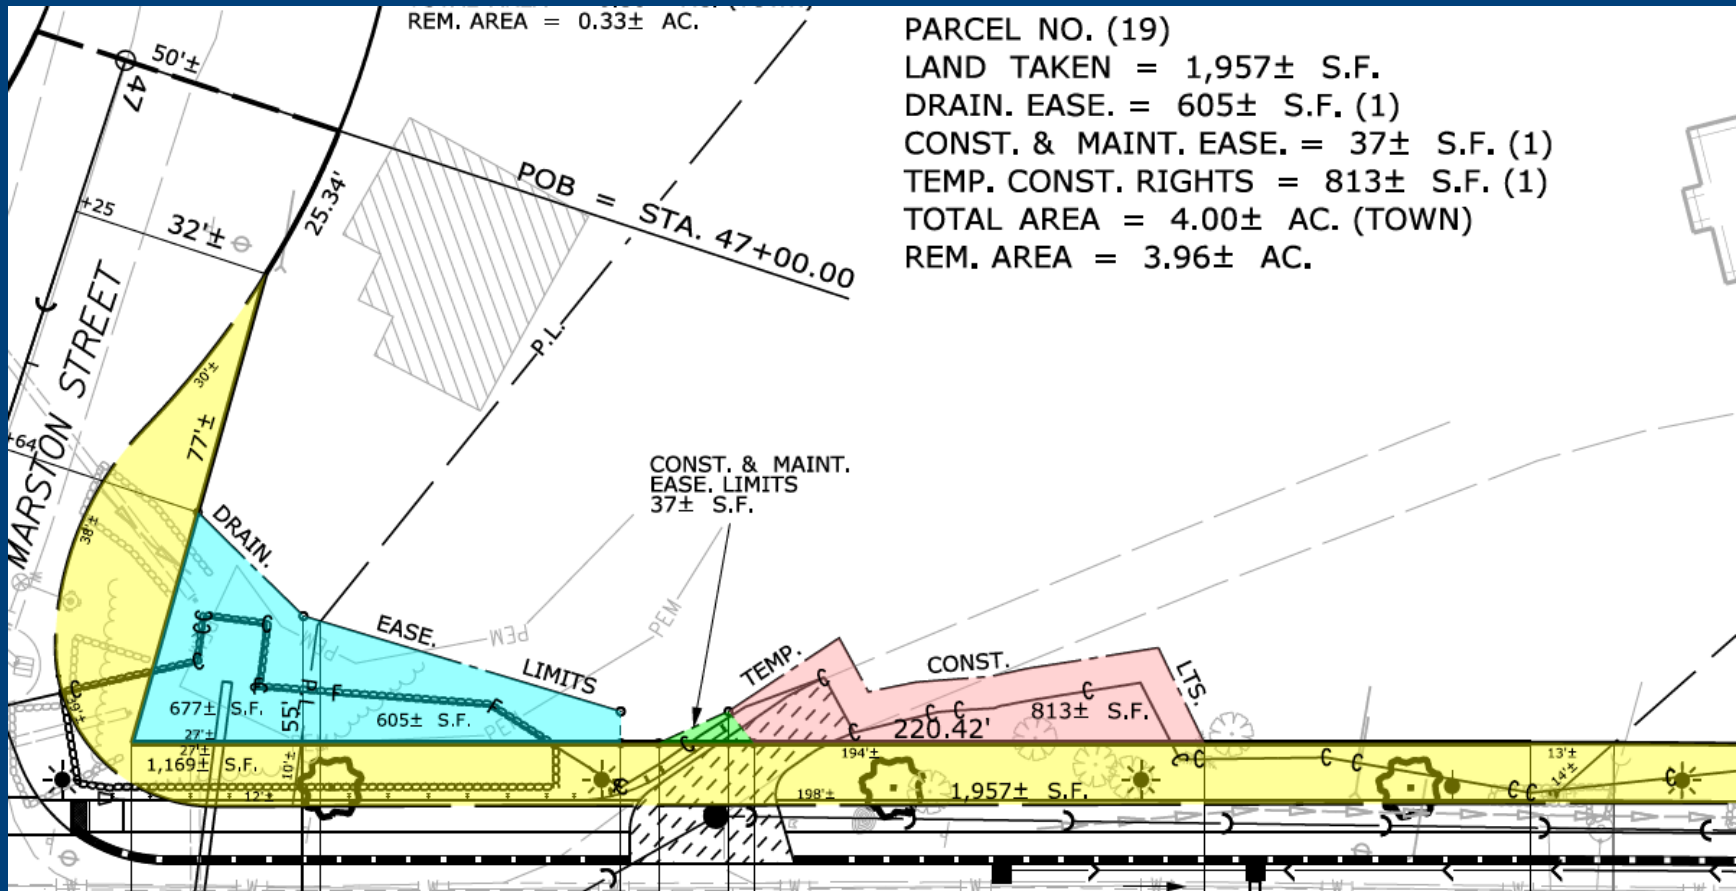 REM. AREA = 0.33± AC.
PARCEL NO. (19)
LAND TAKEN = 1,957± S.F.
DRAIN. EASE. = 605± S.F. (1)
CONST. & MAINT. EASE. = 37± S.F. (1)
TEMP. CONST. RIGHTS = 813± S.F. (1)
TOTAL AREA = 4.00± AC. (TOWN)
REM. AREA = 3.96± AC.
50'±
47
25.34'
POB = STA. 47+00.00
+25
32'±
MARSTON STREET
P.L.
30'±
77'±
+64
38'±
CONST. & MAINT.
EASE. LIMITS
37± S.F.
DRAIN.
EASE.
LIMITS
PEM
PEM
TEMP.
CONST.
LTS.
677± S.F.
605± S.F.
55'
P.L.
220.42'
813± S.F.
39'±
27'±
27'±
1,169± S.F.
10'±
12'±
194'±
198'±
1,957± S.F.
13'±
14'±